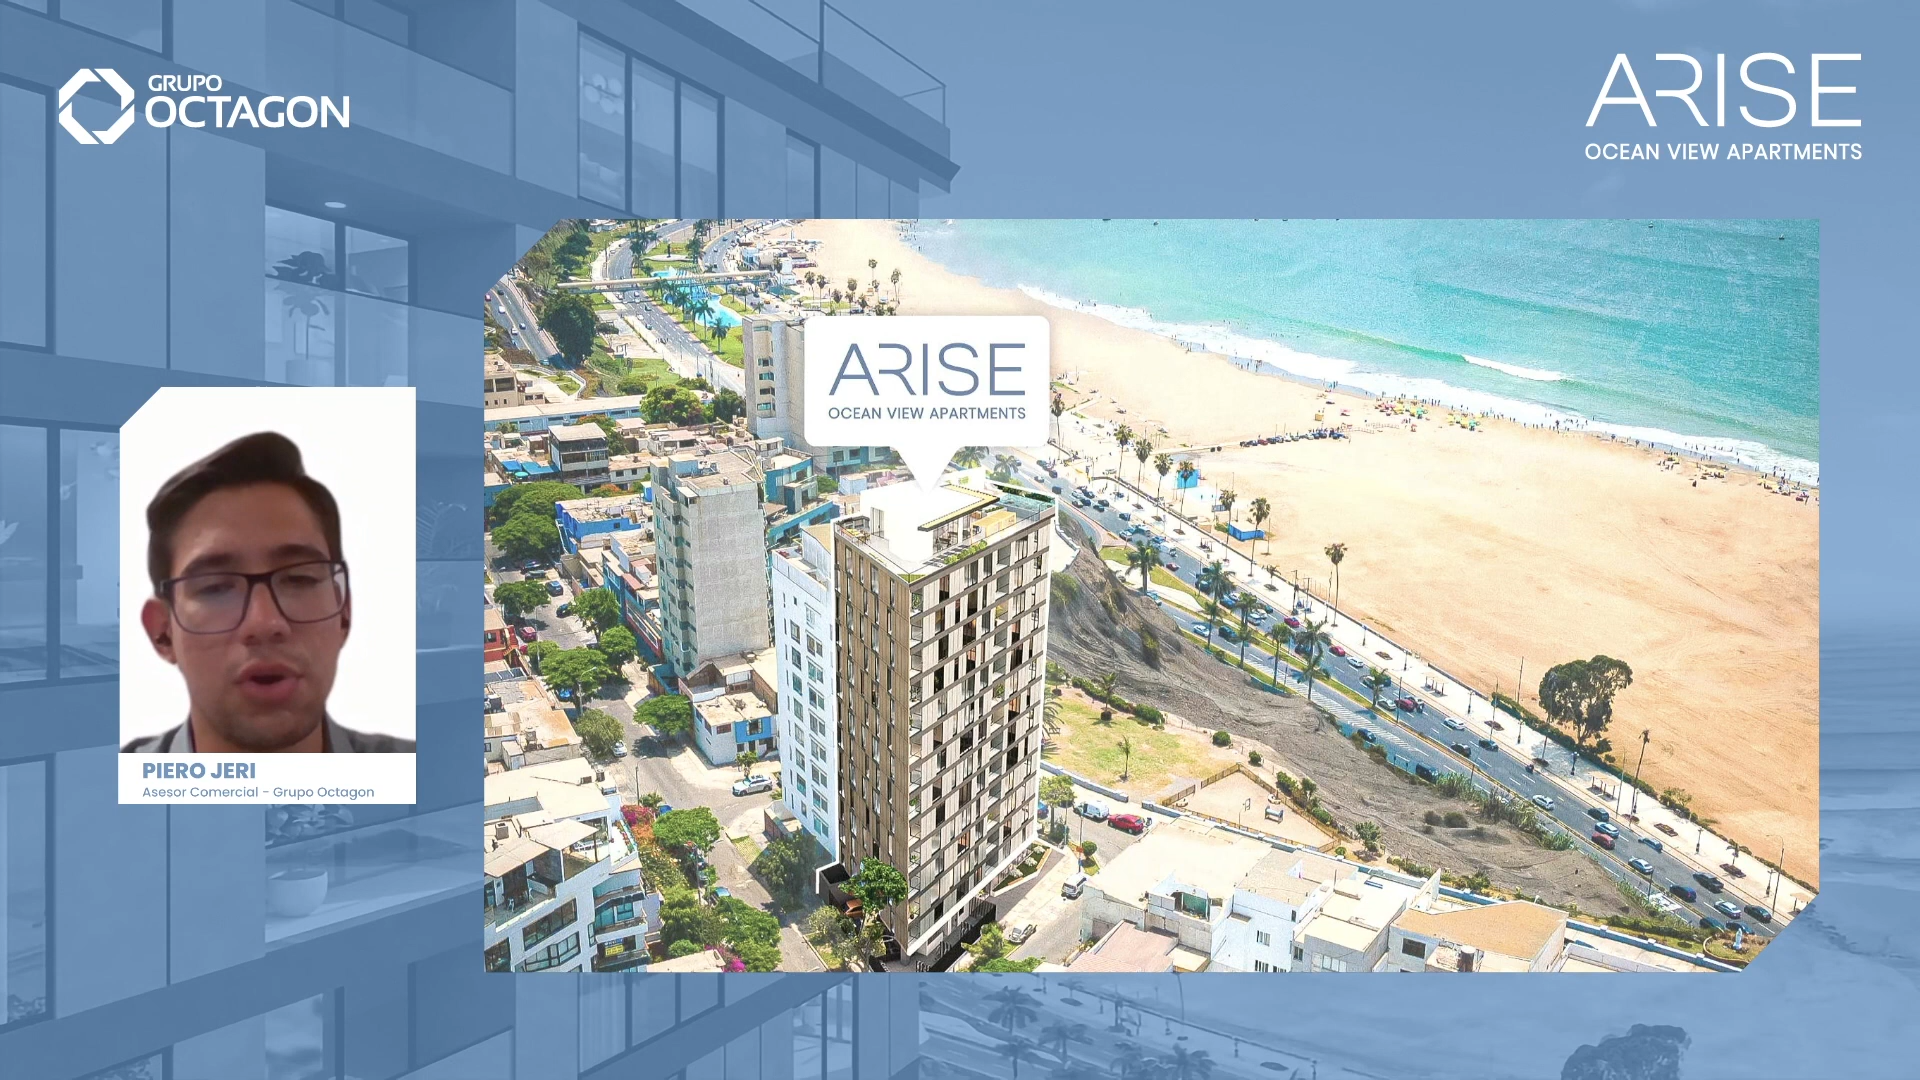 GRUPO
OCTAGON
ARISE
OCEAN VIEW APARTMENTS
ARISE
OCEAN VIEW APARTMENTS
PIERO JERI
Asesor Comercial - Grupo Octagon